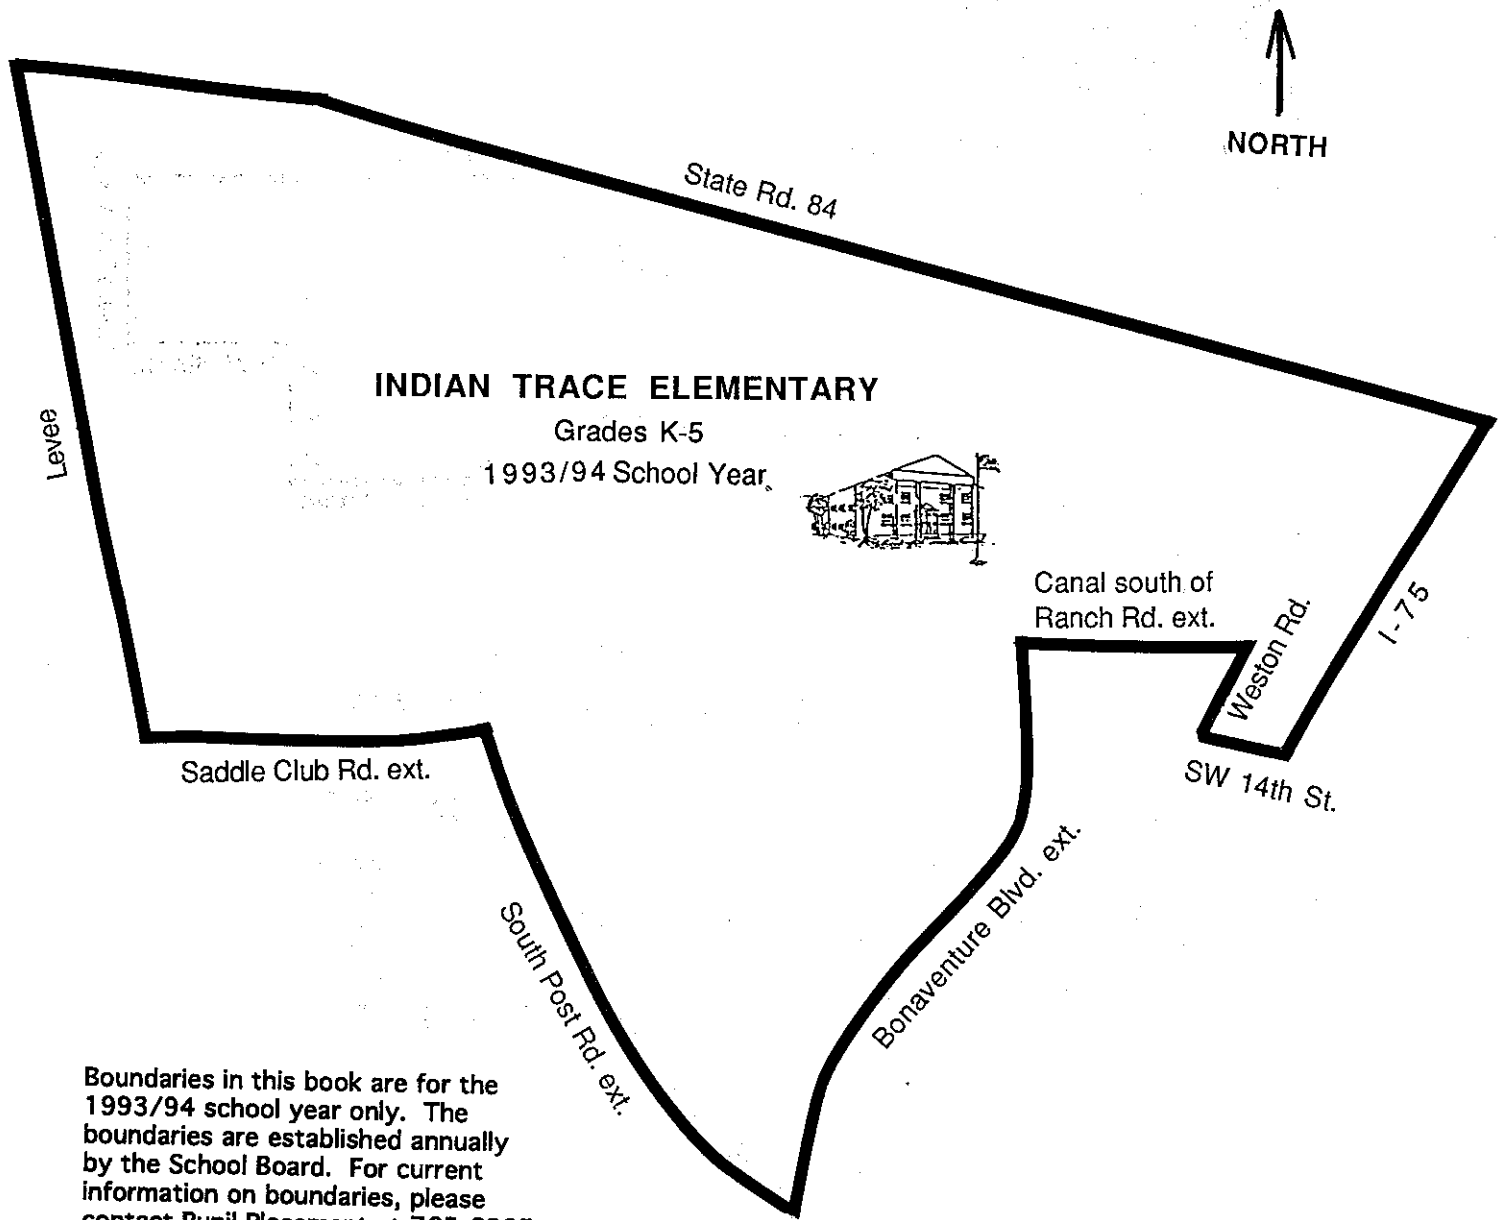 NORTH
State Rd. 84
INDIAN TRACE ELEMENTARY
Grades K-5
1993/94 School Year
Levee
Canal south of
Ranch Rd. ext.
Weston Rd.
I-75
SW 14th St.
Saddle Club Rd. ext.
South Post Rd. ext.
Bonaventure Blvd. ext.
Boundaries in this book are for the
1993/94 school year only. The
boundaries are established annually
by the School Board. For current
information on boundaries, please
contact Pupil Placement